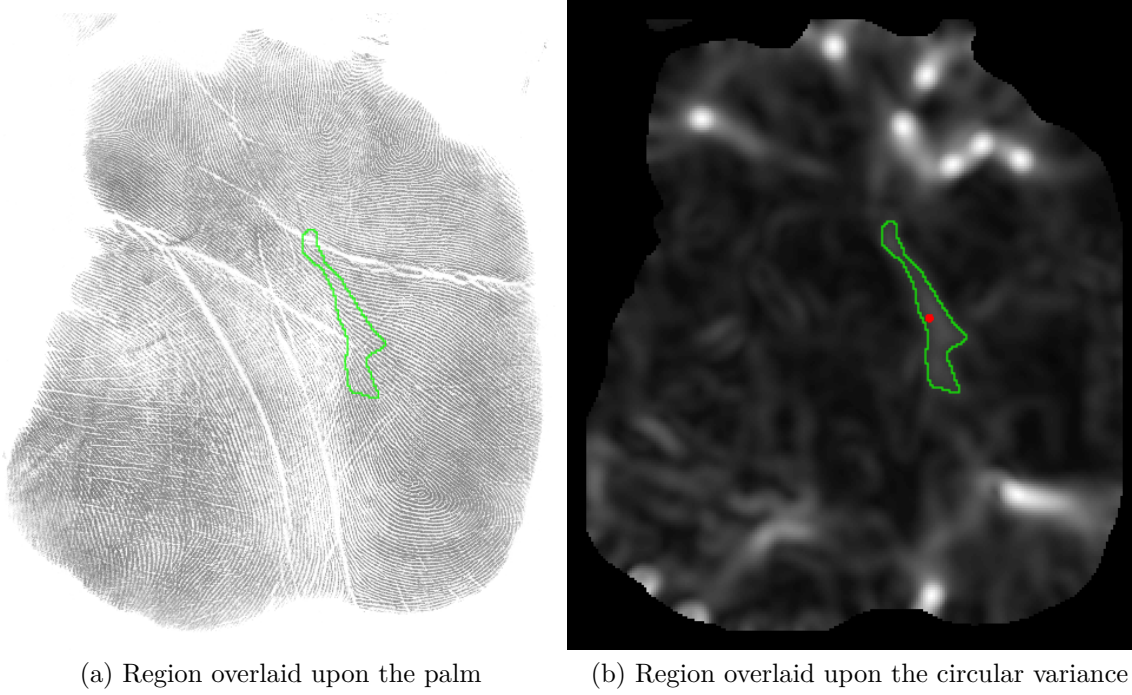 (a) Region overlaid upon the palm
(b) Region overlaid upon the circular variance